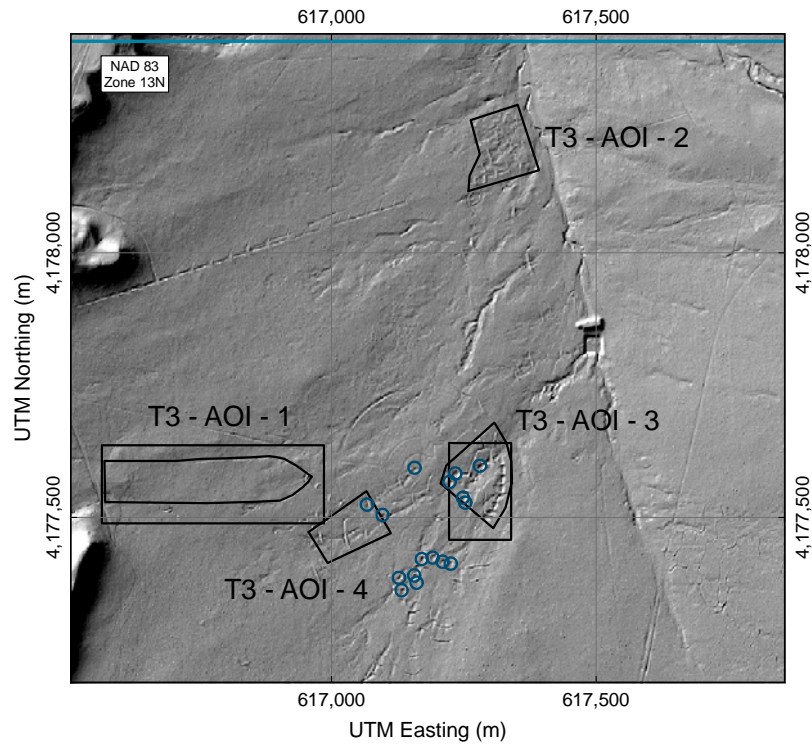 617,000
617,500
NAD 83
Zone 13N
T3 - AOI - 2
4,178,000
4,178,000
UTM Northing (m)
T3 - AOI - 1
T3 - AOI - 3
4,177,500
4,177,500
T3 - AOI - 4
617,000
617,500
UTM Easting (m)